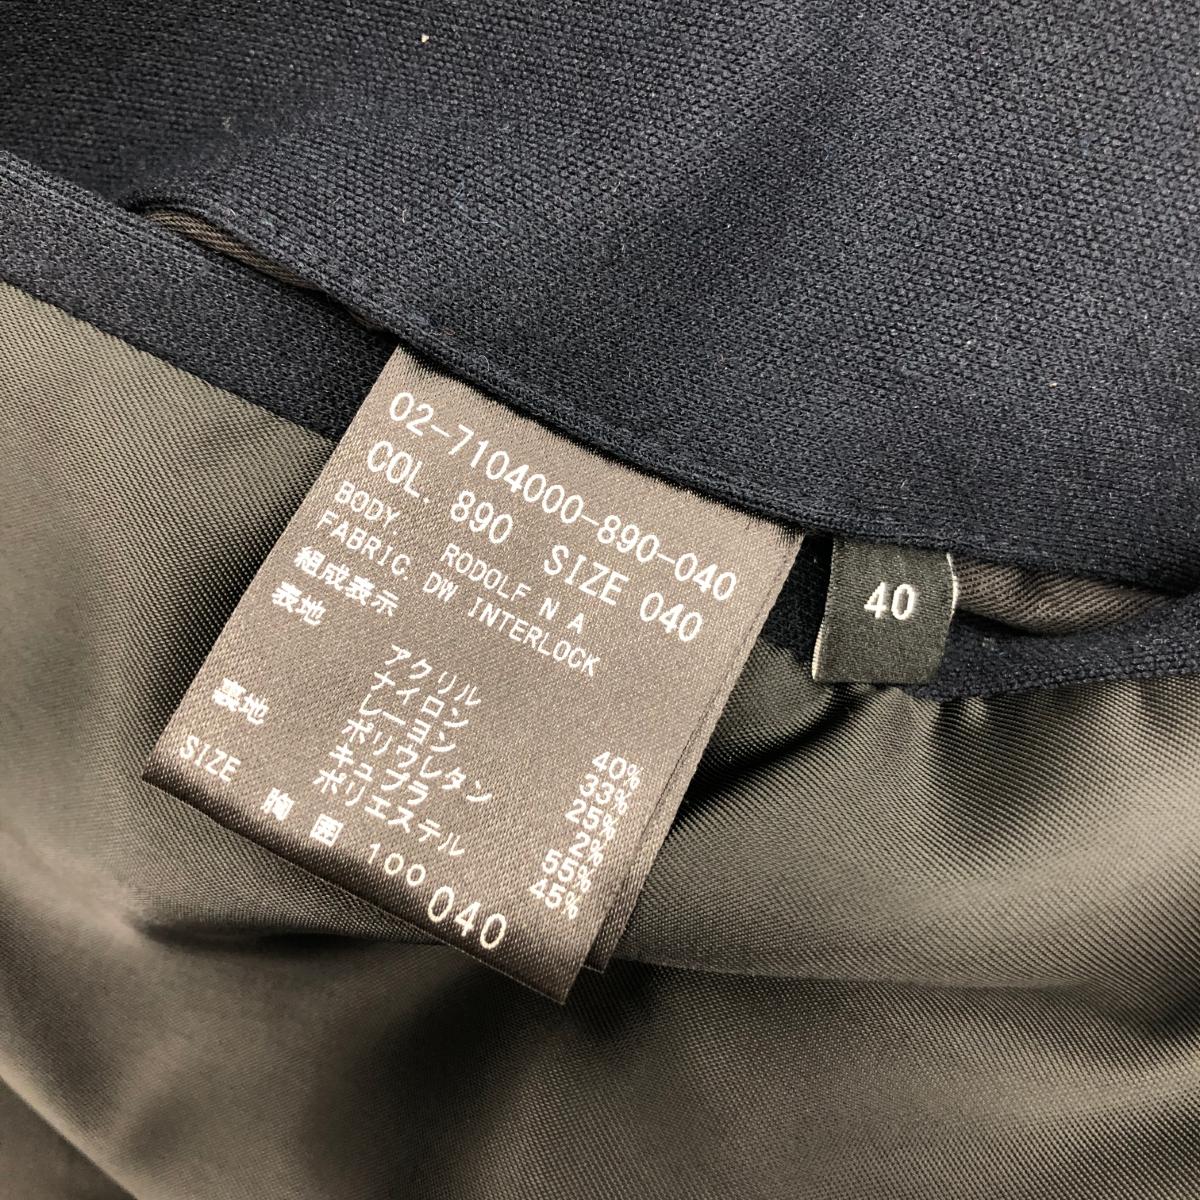 02-7104000-890-040
COL. 890 SIZE 040
BODY. RODOLF N A
FABRIC. DW INTERLOCK
組成表示
表地
アクリル 40%
ナイロン 33%
レーヨン 25%
ポリウレタン 2%
裏地 キュプラ 55%
ポリエステル 45%
SIZE 040
胸囲 100
40